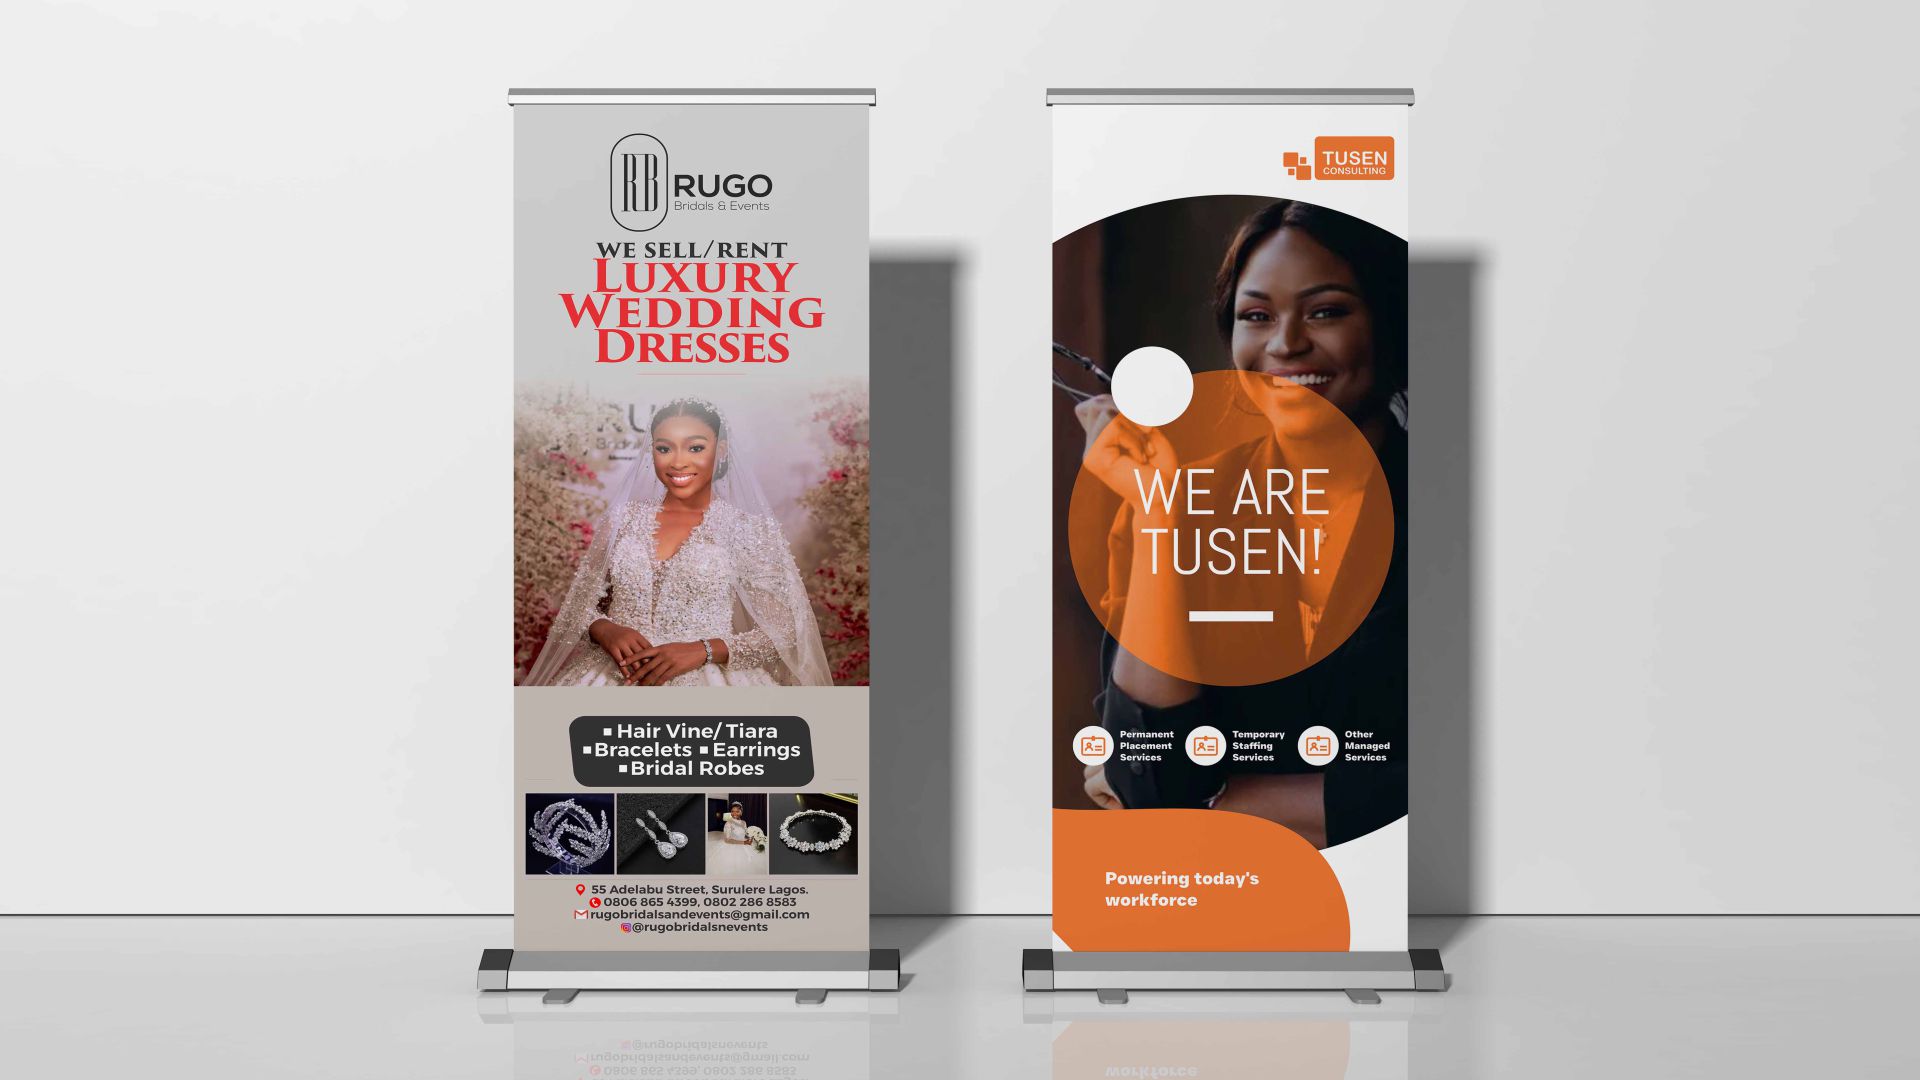 RB
RUGO
Bridals & Events
WE SELL/RENT
LUXURY
WEDDING
DRESSES
RU
▪ Hair Vine/ Tiara
▪ Bracelets ▪ Earrings
▪ Bridal Robes
55 Adelabu Street, Surulere Lagos.
0806 865 4399, 0802 286 8583
rugobridalsandevents@gmail.com
@rugobridalsnevents
TUSEN
CONSULTING
WE ARE
TUSEN!
Permanent
Placement
Services
Temporary
Staffing
Services
Other
Managed
Services
Powering today's
workforce